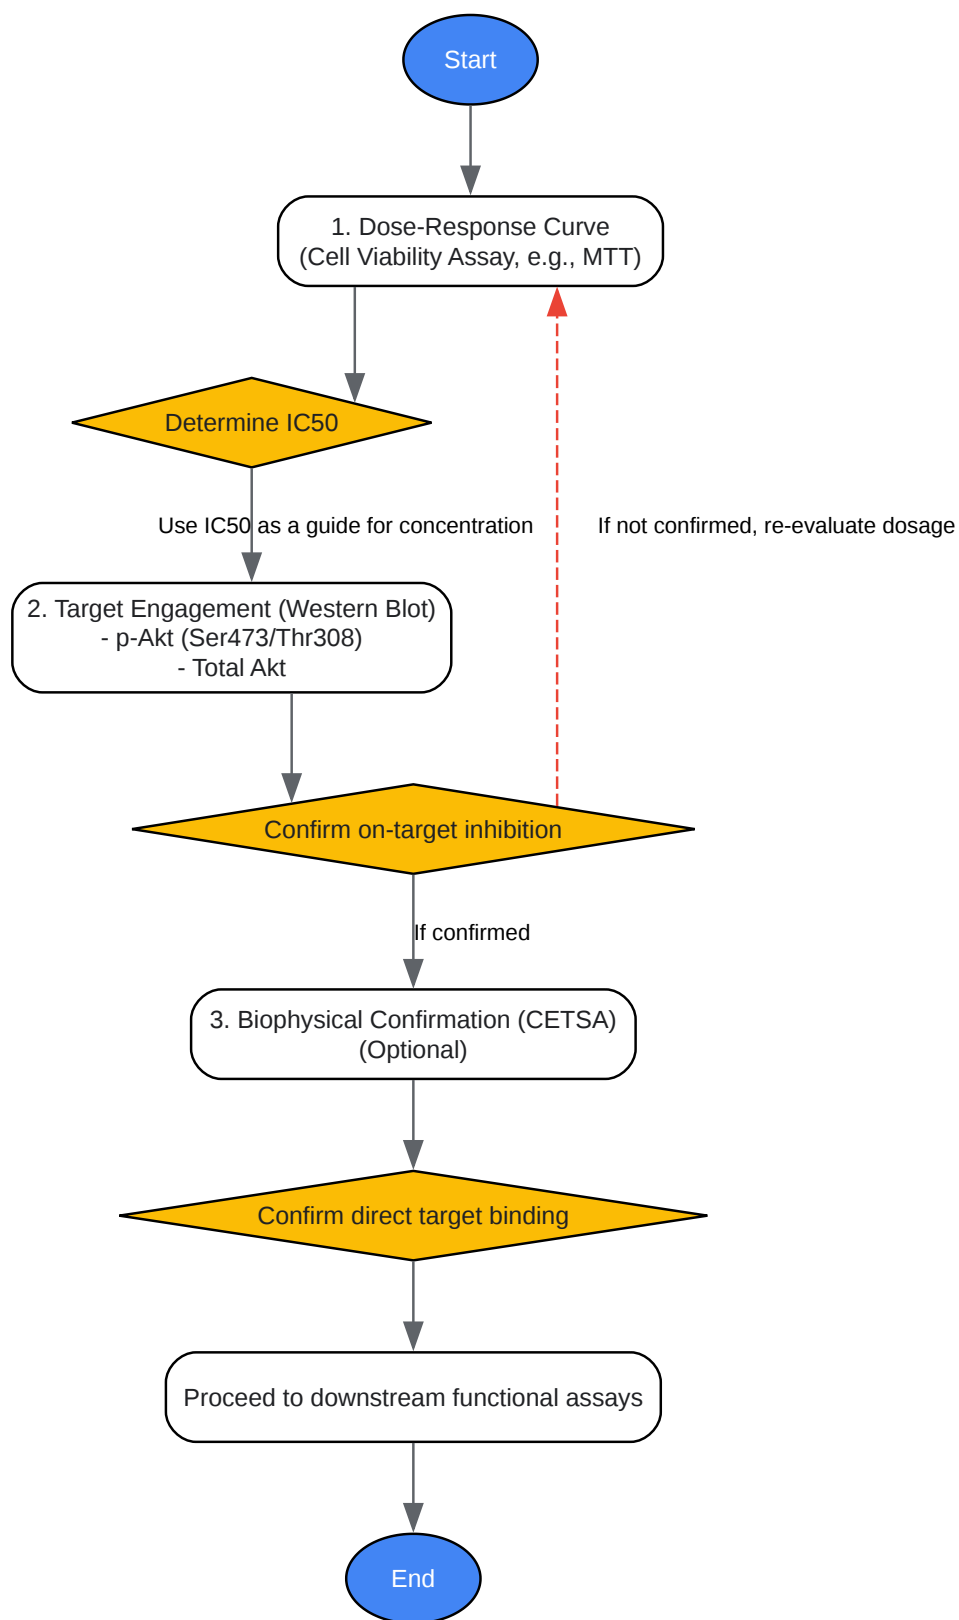 Start
1. Dose-Response Curve
(Cell Viability Assay, e.g., MTT)
Determine IC50
Use IC50 as a guide for concentration
If not confirmed, re-evaluate dosage
2. Target Engagement (Western Blot)
- p-Akt (Ser473/Thr308)
- Total Akt
Confirm on-target inhibition
If confirmed
3. Biophysical Confirmation (CETSA)
(Optional)
Confirm direct target binding
Proceed to downstream functional assays
End